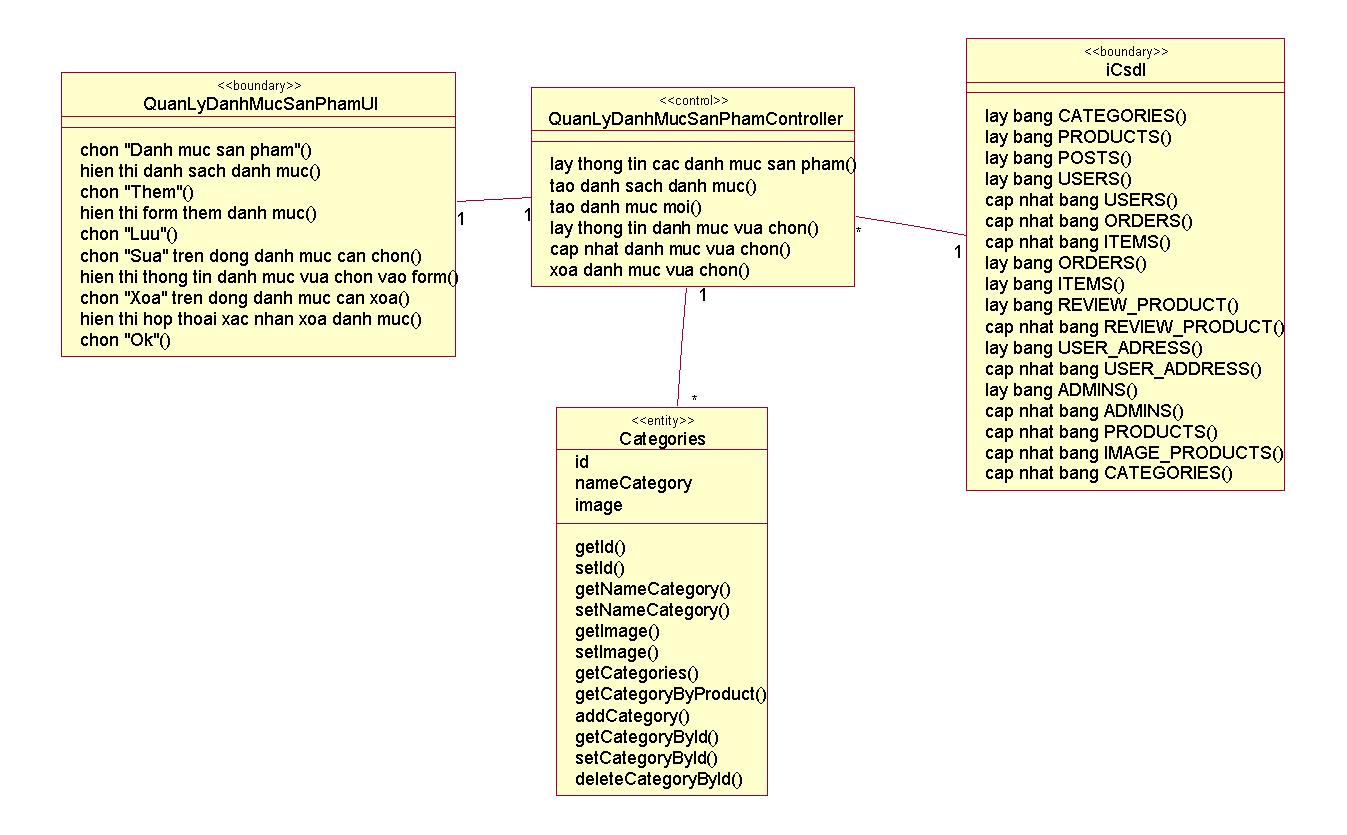 <<boundary>>
QuanLyDanhMucSanPhamUI
chon "Danh muc san pham"()
hien thi danh sach danh muc()
chon "Them"()
hien thi form them danh muc()
chon "Luu"()
chon "Sua" tren dong danh muc can chon()
hien thi thong tin danh muc vua chon vao form()
chon "Xoa" tren dong danh muc can xoa()
hien thi hop thoai xac nhan xoa danh muc()
chon "Ok"()
1
1
<<control>>
QuanLyDanhMucSanPhamController
lay thong tin cac danh muc san pham()
tao danh sach danh muc()
tao danh muc moi()
lay thong tin danh muc vua chon()
cap nhat danh muc vua chon()
xoa danh muc vua chon()
*
1
<<boundary>>
iCsdl
lay bang CATEGORIES()
lay bang PRODUCTS()
lay bang POSTS()
lay bang USERS()
cap nhat bang USERS()
cap nhat bang ORDERS()
cap nhat bang ITEMS()
lay bang ORDERS()
lay bang ITEMS()
lay bang REVIEW_PRODUCT()
cap nhat bang REVIEW_PRODUCT()
lay bang USER_ADRESS()
cap nhat bang USER_ADDRESS()
lay bang ADMINS()
cap nhat bang ADMINS()
cap nhat bang PRODUCTS()
cap nhat bang IMAGE_PRODUCTS()
cap nhat bang CATEGORIES()
1
*
<<entity>>
Categories
id
nameCategory
image
getId()
setId()
getNameCategory()
setNameCategory()
getImage()
setImage()
getCategories()
getCategoryByProduct()
addCategory()
getCategoryById()
setCategoryById()
deleteCategoryById()